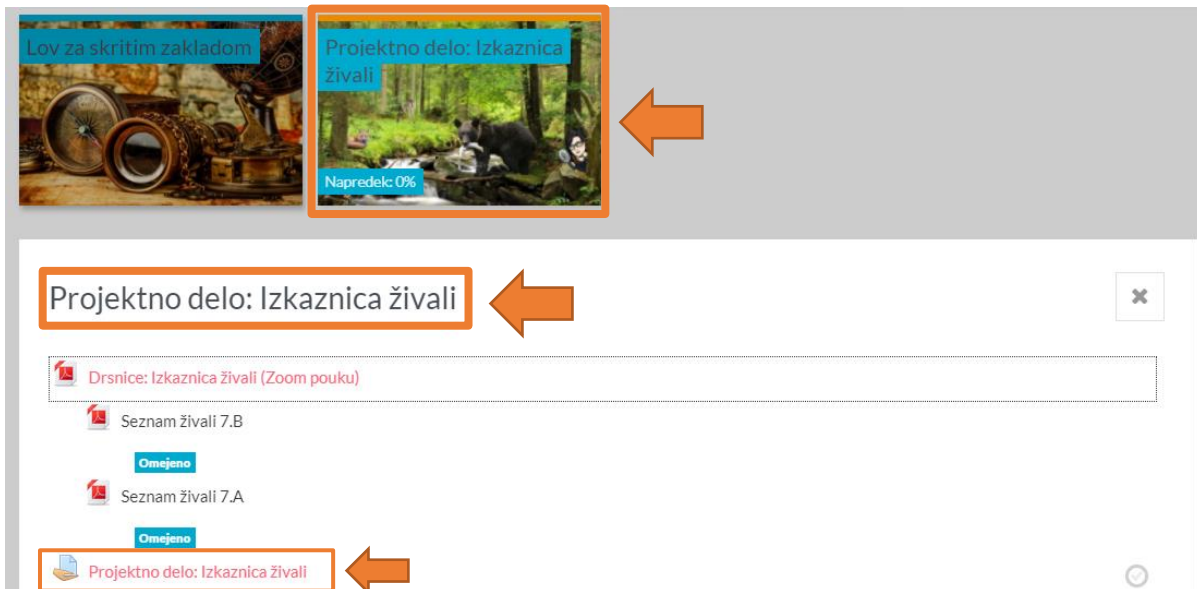 Lov za skritim zakladom
Projektno delo: Izkaznica
živali
Napredek: 0%
Projektno delo: Izkaznica živali
Drsnice: Izkaznica živali (Zoom pouku)
Seznam živali 7.B
Omejeno
Seznam živali 7.A
Omejeno
Projektno delo: Izkaznica živali